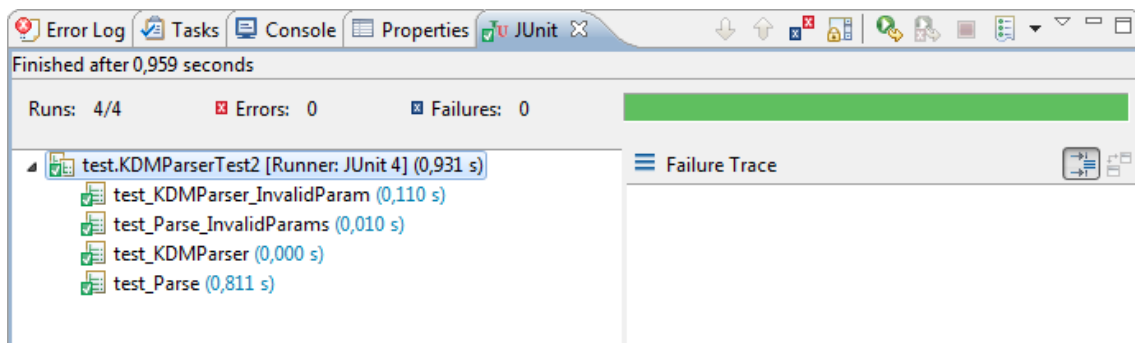 Error Log Tasks Console Properties JU JUnit
Finished after 0,959 seconds
Runs: 4/4 Errors: 0 Failures: 0
test.KDMParserTest2 [Runner: JUnit 4] (0,931 s)
test_KDMParser_InvalidParam (0,110 s)
test_Parse_InvalidParams (0,010 s)
test_KDMParser (0,000 s)
test_Parse (0,811 s)
Failure Trace